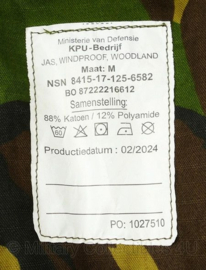 Ministerie van Defensie
KPU-Bedrijf
JAS, WINDPROOF, WOODLAND
Maat: M
NSN 8415-17-125-6582
BO 87222216612
Samenstelling:
88% Katoen / 12% Polyamide
60
Productiedatum : 02/2024
PO: 1027510